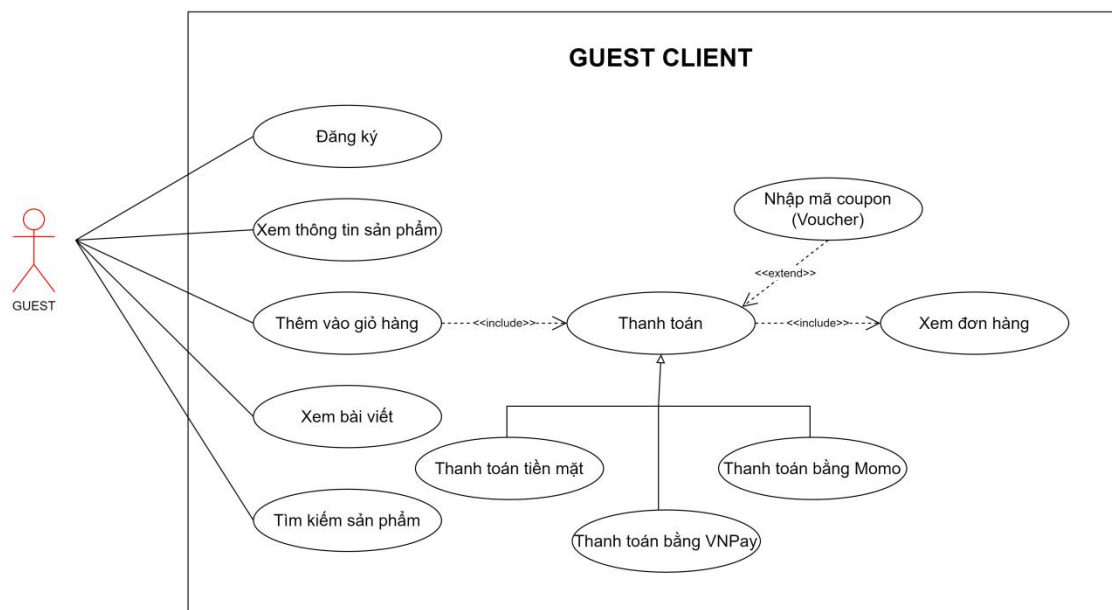 GUEST CLIENT
Đăng ký
Nhập mã coupon
(Voucher)
Xem thông tin sản phẩm
<<extend>>
GUEST
Thêm vào giỏ hàng
<<include>>
Thanh toán
<<include>>
Xem đơn hàng
Xem bài viết
Thanh toán tiền mặt
Thanh toán bằng Momo
Tìm kiếm sản phẩm
Thanh toán bằng VNPay